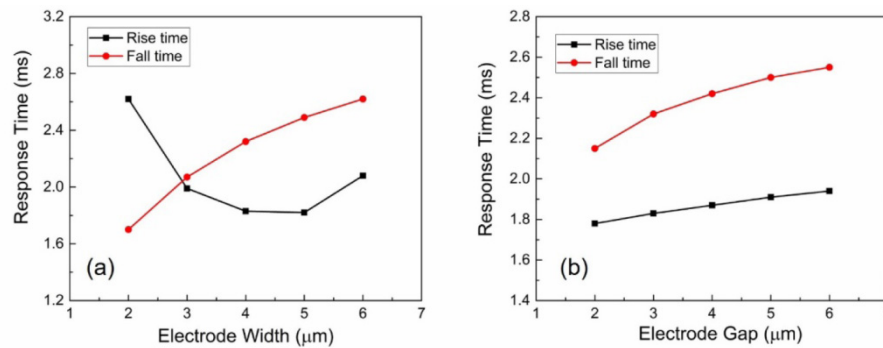 3.2
2.8
2.4
2.0
1.6
1.2
Response Time (ms)
Rise time
Fall time
(a)
1 2 3 4 5 6 7
Electrode Width (μm)
2.8
2.6
2.4
2.2
2.0
1.8
1.6
1.4
Response Time (ms)
Rise time
Fall time
(b)
1 2 3 4 5 6 7
Electrode Gap (μm)